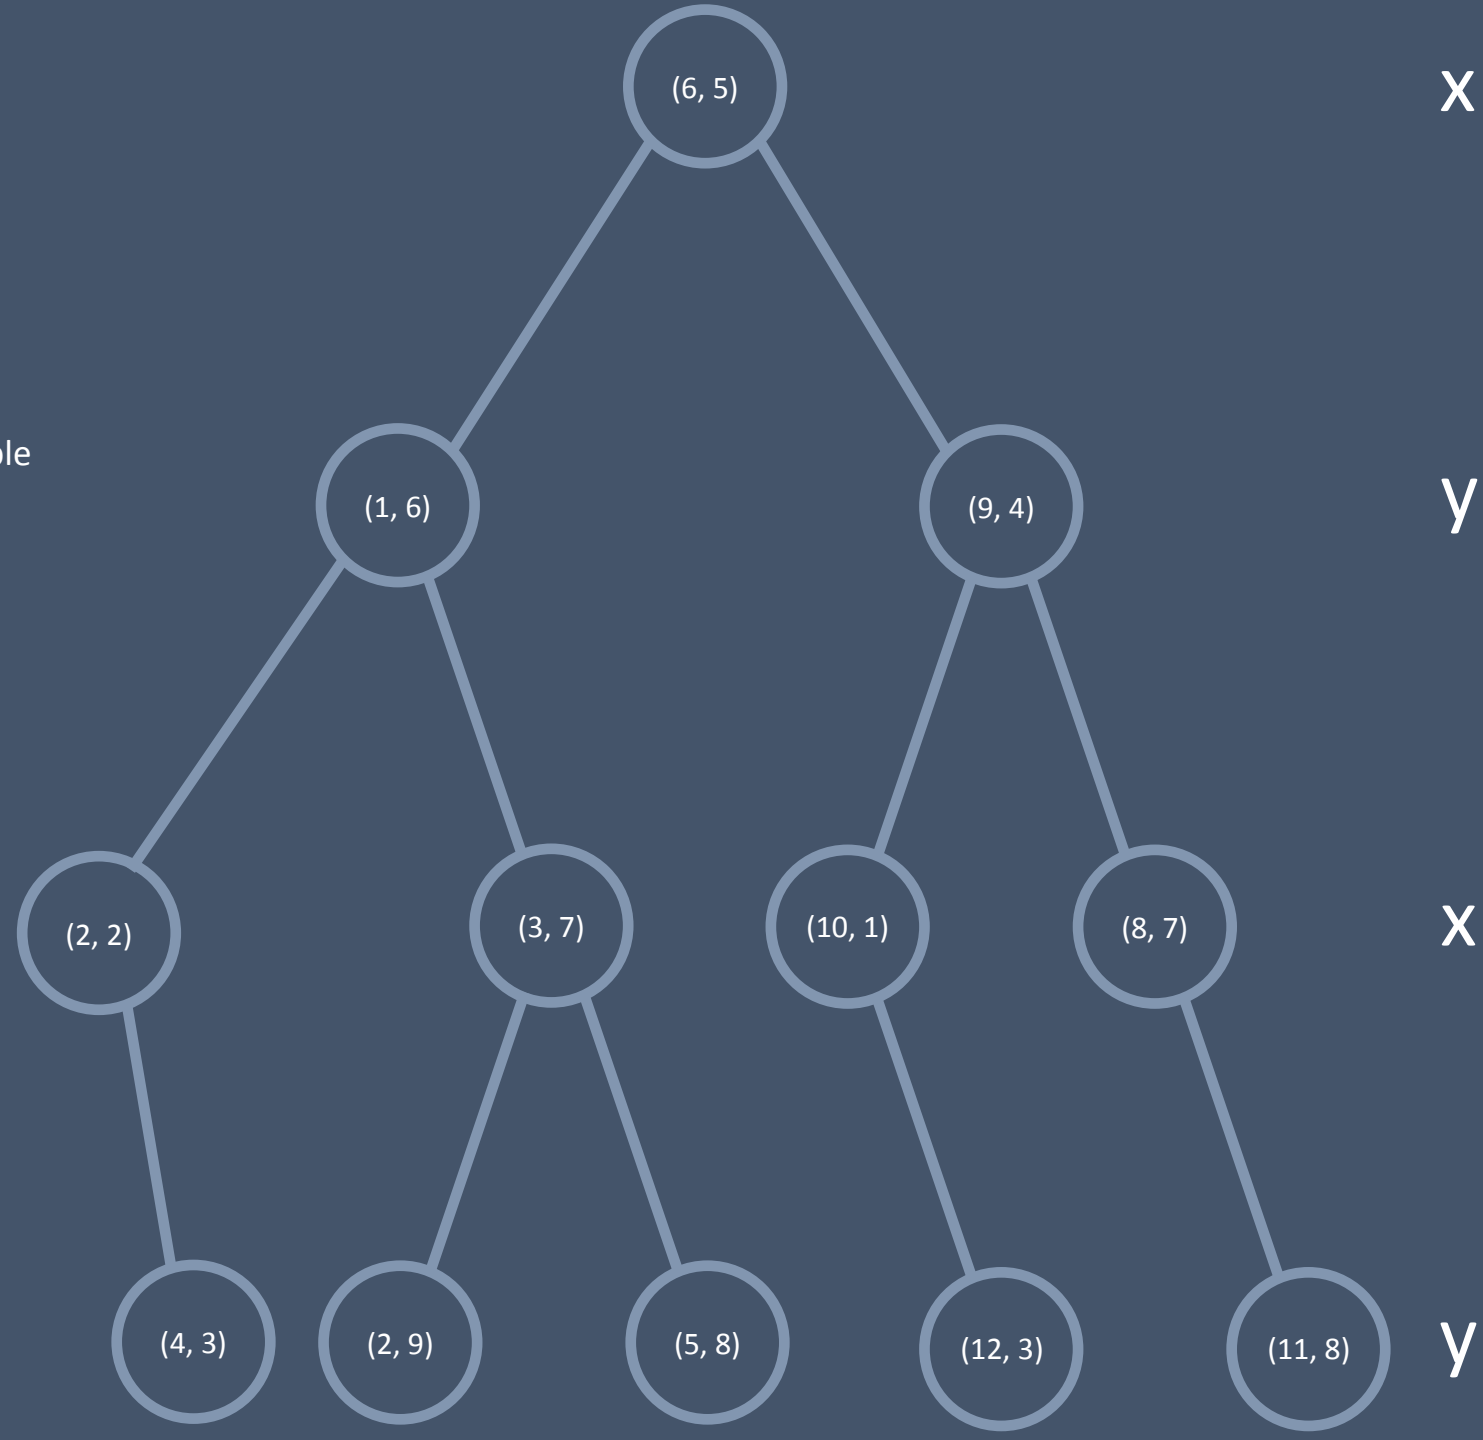 (6, 5)
x
ple
(1, 6)
(9, 4)
y
(2, 2)
(3, 7)
(10, 1)
(8, 7)
x
(4, 3)
(2, 9)
(5, 8)
(12, 3)
(11, 8)
y